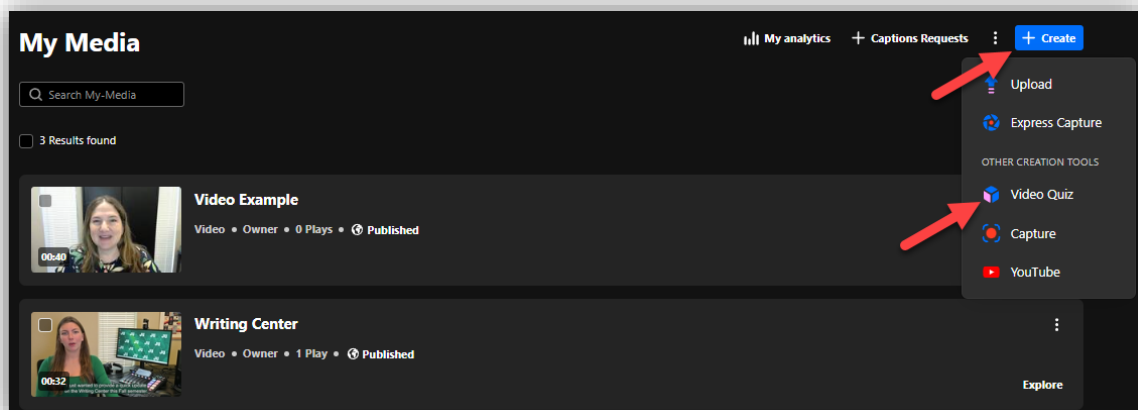 My Media
My analytics
+ Captions Requests
+ Create
Search My-Media
3 Results found
Upload
Express Capture
OTHER CREATION TOOLS
Video Quiz
Capture
YouTube
Video Example
Video • Owner • 0 Plays • Published
00:40
Writing Center
Video • Owner • 1 Play • Published
00:32
Explore